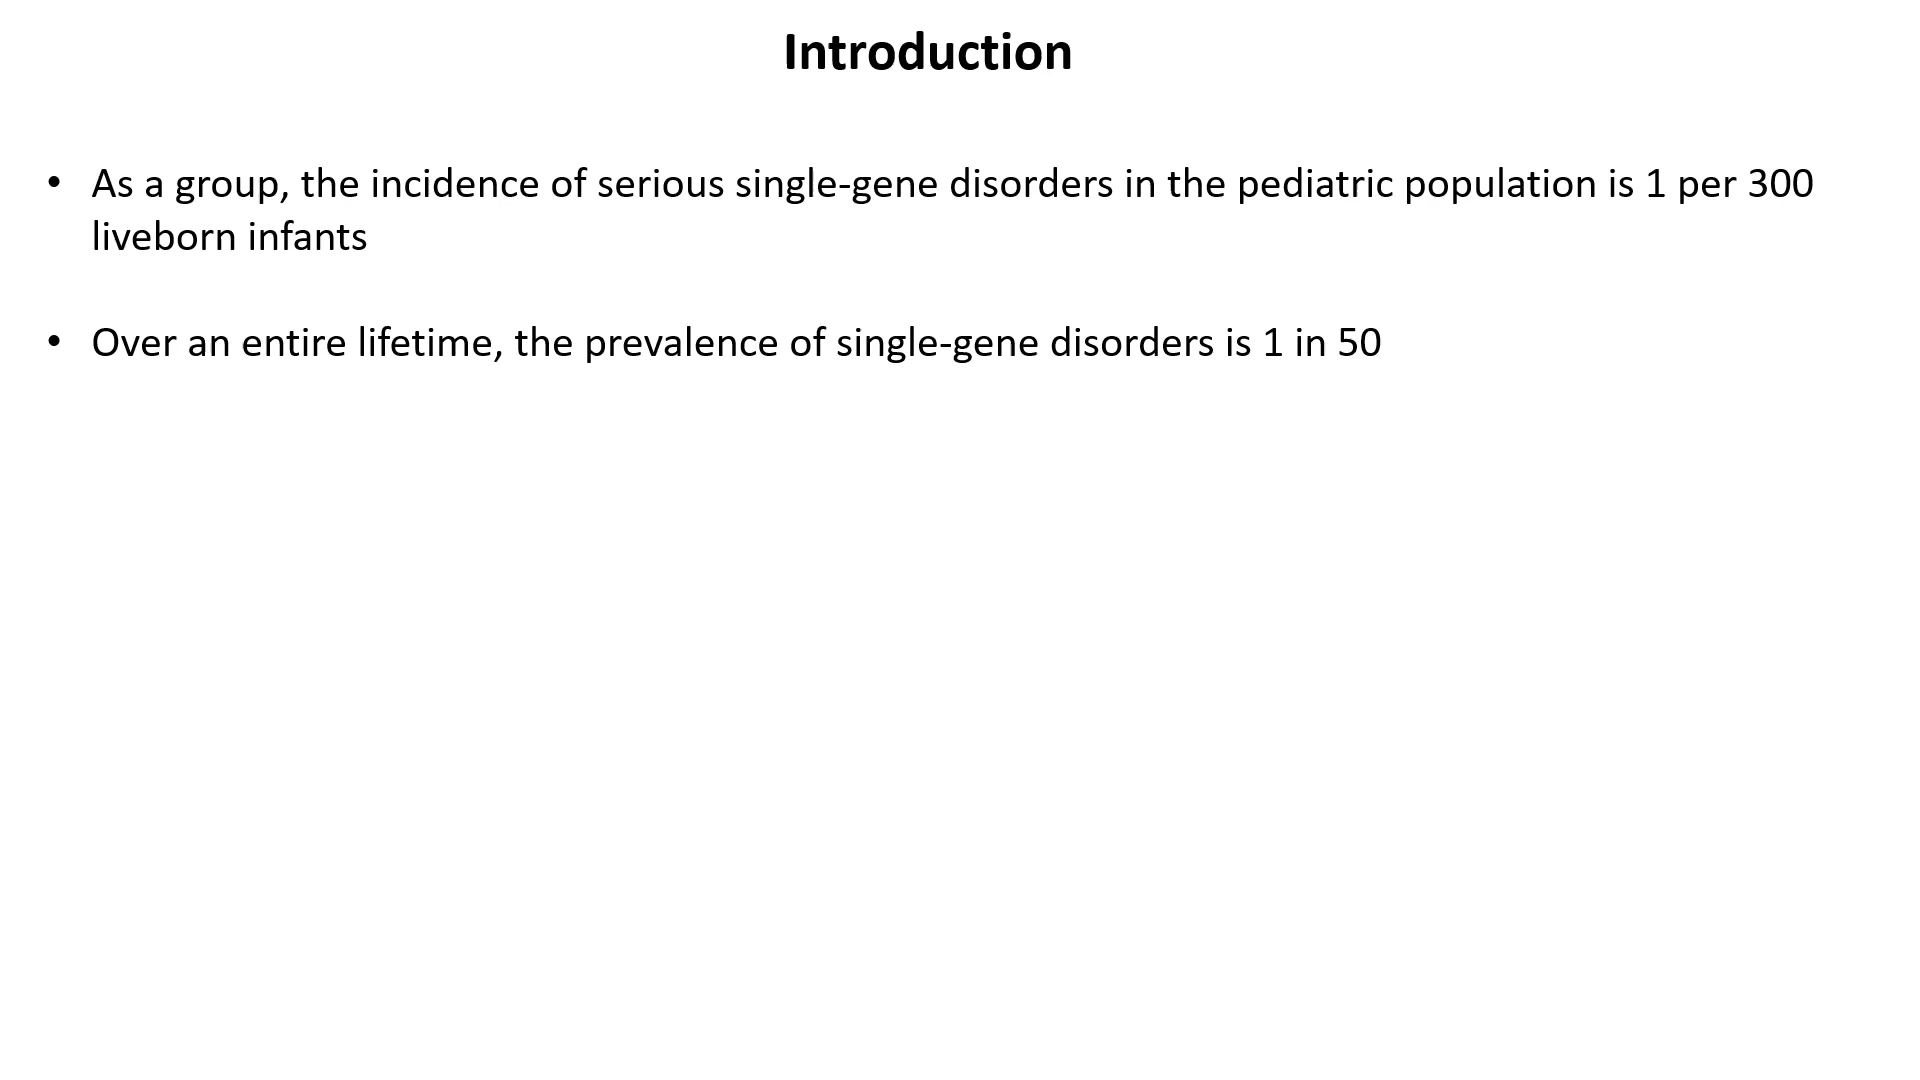 Introduction
• As a group, the incidence of serious single-gene disorders in the pediatric population is 1 per 300
liveborn infants
• Over an entire lifetime, the prevalence of single-gene disorders is 1 in 50